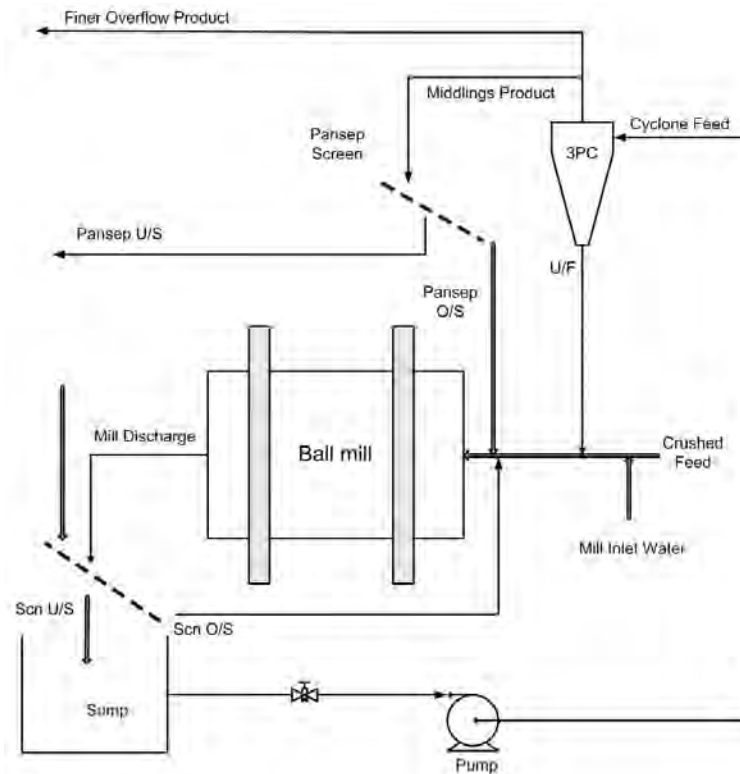 Finer Overflow Product
Middlings Product
Pansep
Screen
3PC
Cyclone Feed
Pansep U/S
U/F
Pansep
O/S
Mill Discharge
Ball mill
Crushed
Feed
Mill Inlet Water
Scn U/S
Scn O/S
Sump
Pump